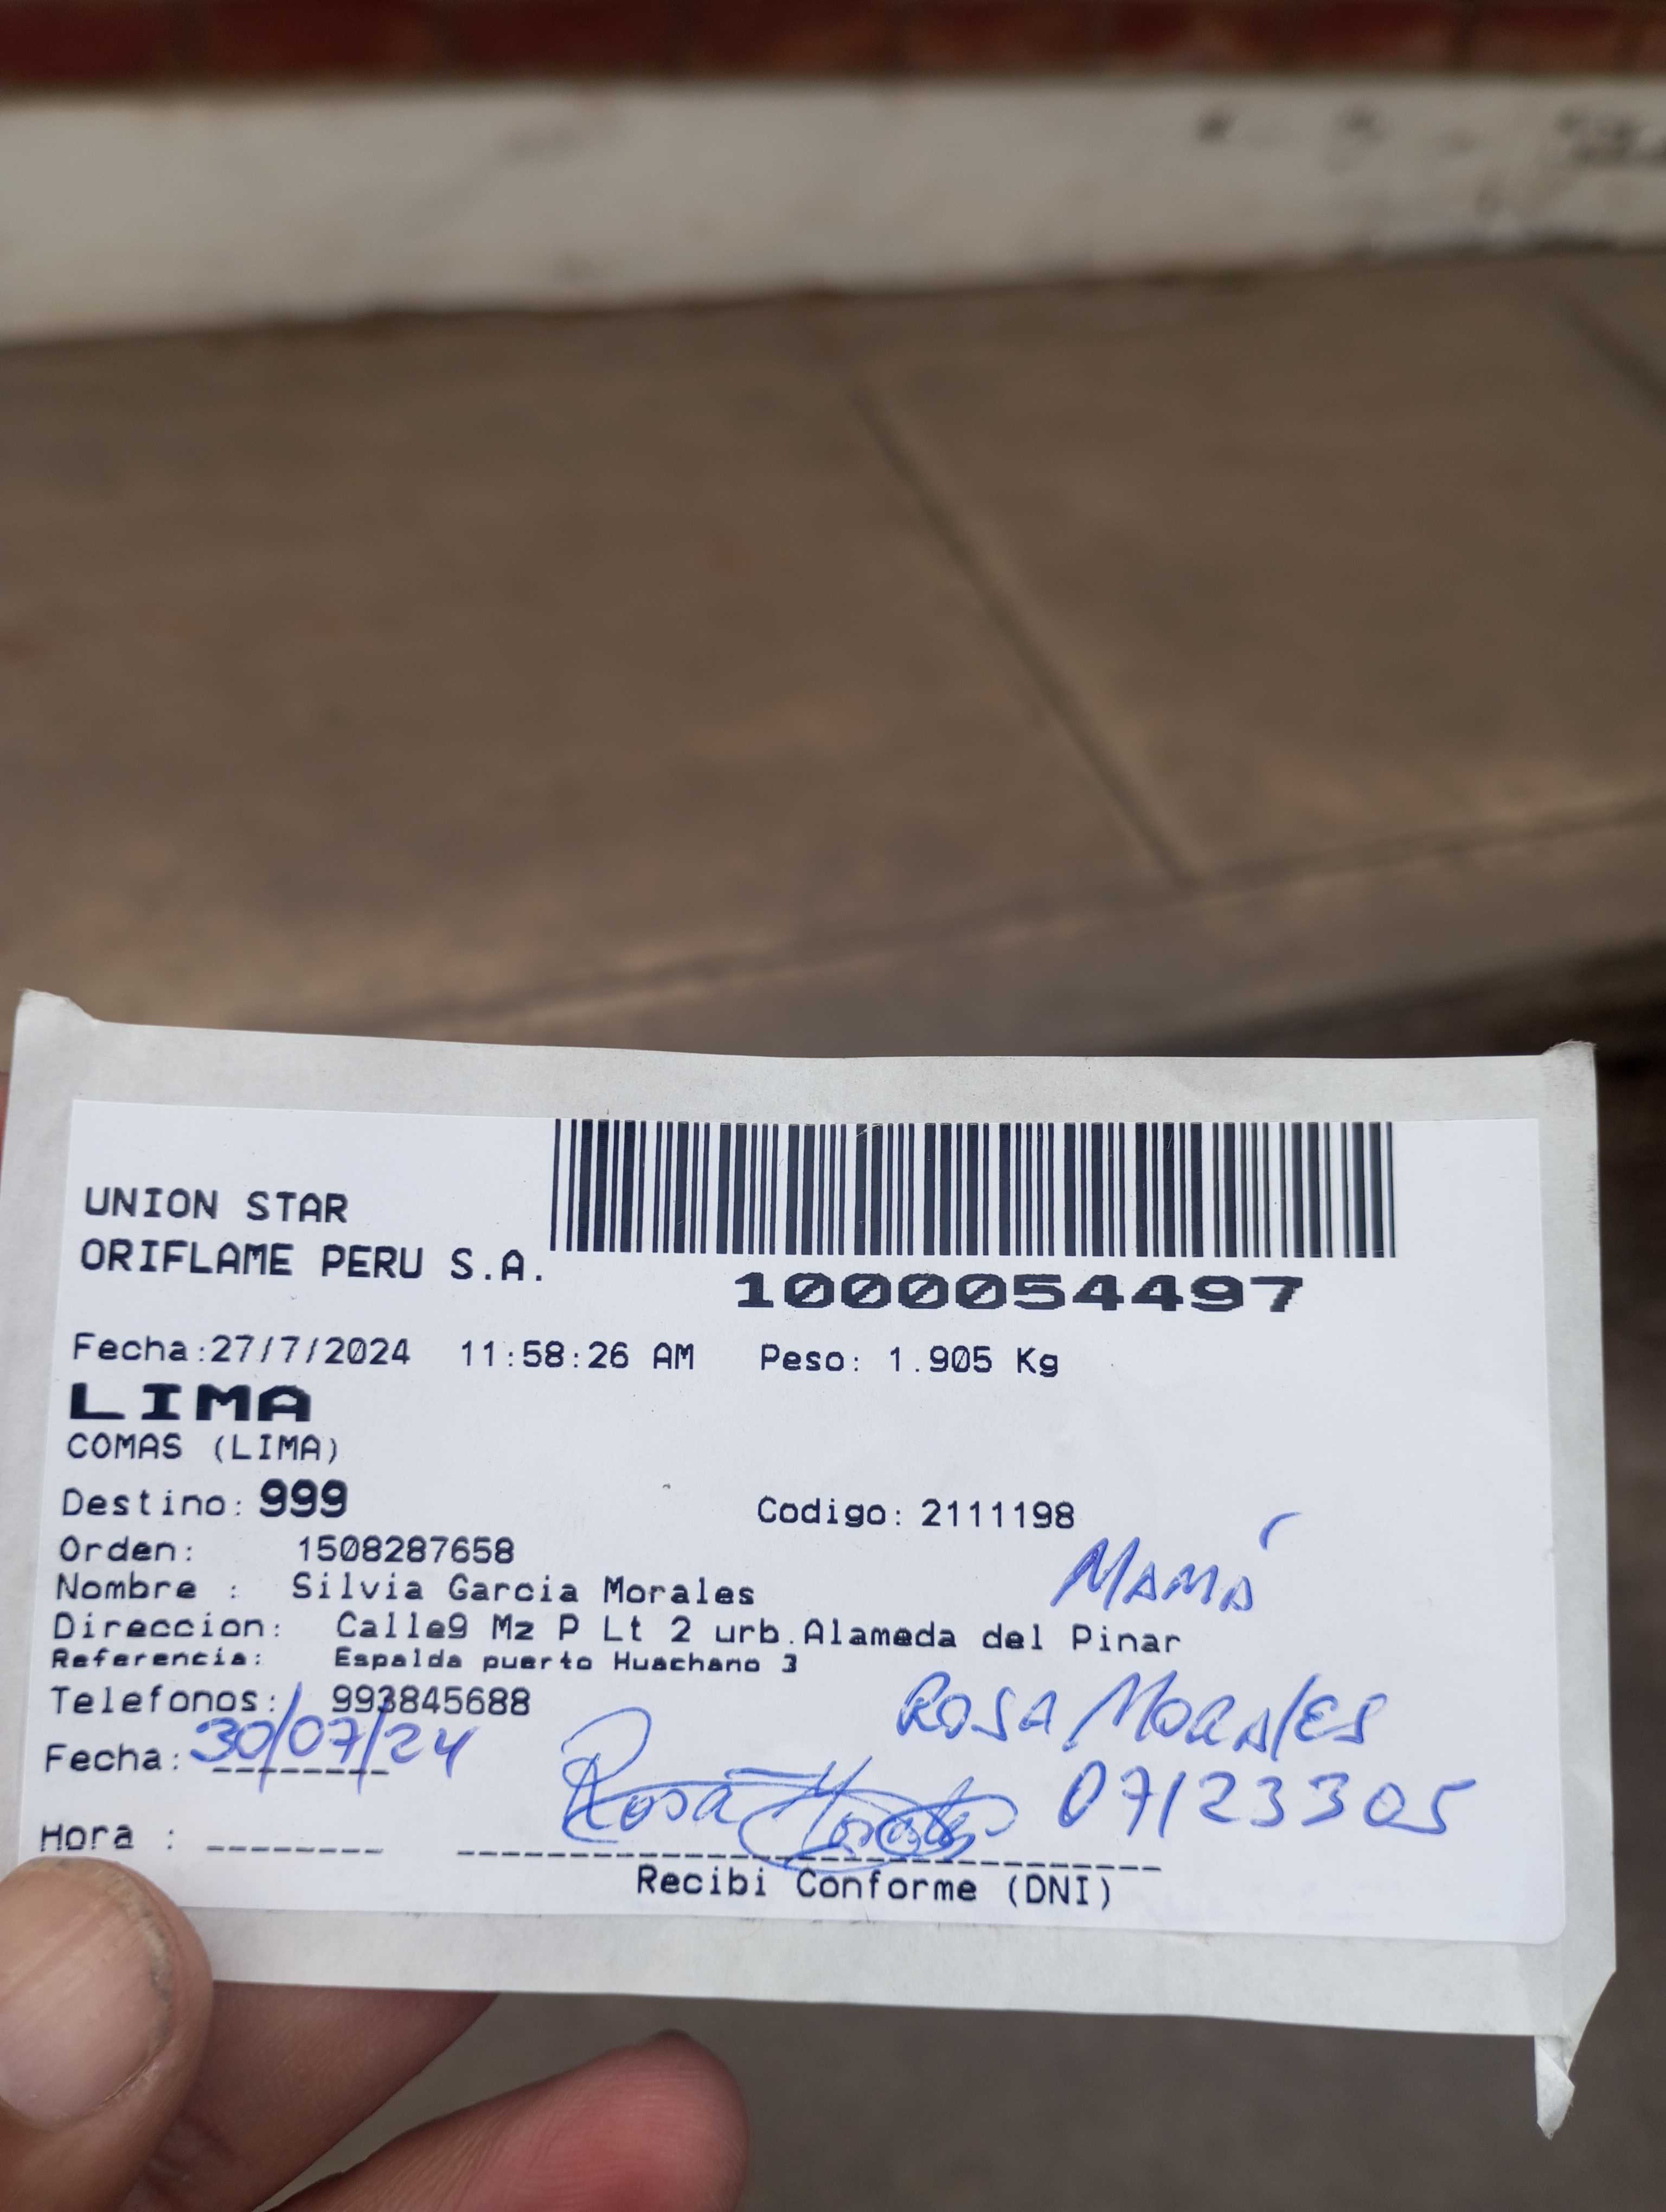 UNION STAR
ORIFLAME PERU S.A.
1000054497
Fecha:27/7/2024 11:58:26 AM Peso: 1.905 Kg
LIMA
COMAS (LIMA)
Destino: 999 Codigo: 2111198
Orden: 1508287658
MAMÁ
Nombre : Silvia Garcia Morales
Direccion: Calle9 Mz P Lt 2 urb.Alameda del Pinar
Referencia: Espalda puerto Huachano 3
Telefonos: 993845688
ROSA MORALES
Fecha: 30/07/24
Rosa Morales 07123305
Hora :
Recibi Conforme (DNI)